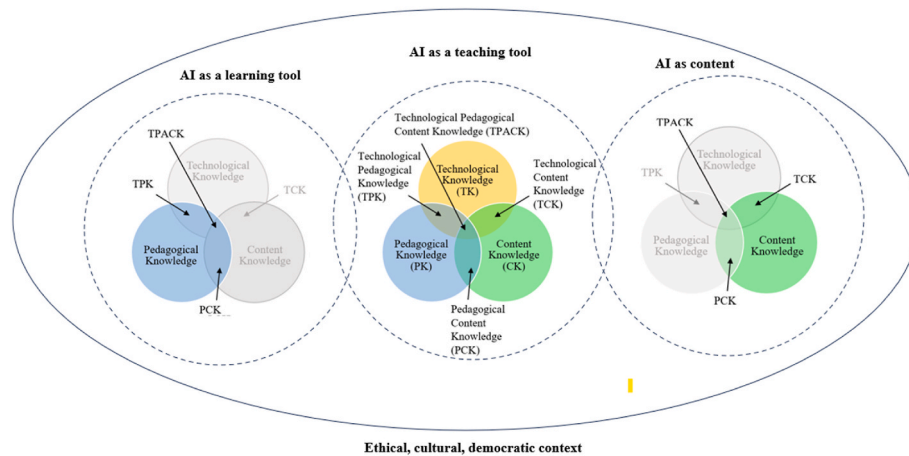 AI as a teaching tool
AI as a learning tool
AI as content
TPACK
Technological
Knowledge
TPK
TCK
Pedagogical
Knowledge
Content
Knowledge
PCK
Technological Pedagogical
Content Knowledge (TPACK)
Technological
Pedagogical
Knowledge
(TPK)
Technological
Knowledge
(TK)
Technological
Content
Knowledge
(TCK)
Pedagogical
Knowledge
(PK)
Content
Knowledge
(CK)
Pedagogical
Content
Knowledge
(PCK)
TPACK
Technological
Knowledge
TPK
TCK
Pedagogical
Knowledge
Content
Knowledge
PCK
Ethical, cultural, democratic context